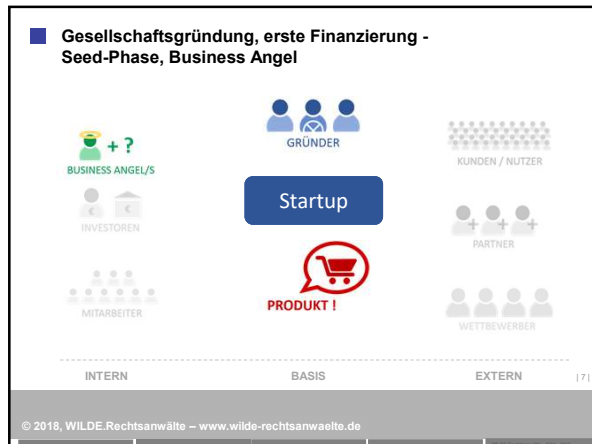 Gesellschaftsgründung, erste Finanzierung -
Seed-Phase, Business Angel
+ ?
BUSINESS ANGEL/S
GRÜNDER
KUNDEN / NUTZER
€ €
INVESTOREN
Startup
PARTNER
MITARBEITER
PRODUKT !
WETTBEWERBER
INTERN BASIS EXTERN | 7 |
© 2018, WILDE.Rechtsanwälte – www.wilde-rechtsanwaelte.de